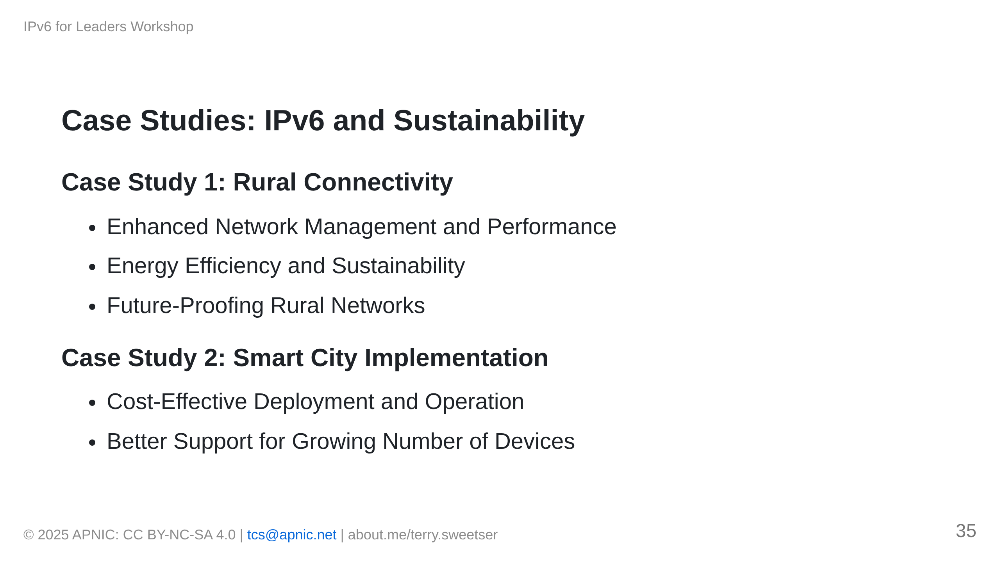 IPv6 for Leaders Workshop
Case Studies: IPv6 and Sustainability
Case Study 1: Rural Connectivity
• Enhanced Network Management and Performance
• Energy Efficiency and Sustainability
• Future-Proofing Rural Networks
Case Study 2: Smart City Implementation
• Cost-Effective Deployment and Operation
• Better Support for Growing Number of Devices
© 2025 APNIC: CC BY-NC-SA 4.0 | tcs@apnic.net | about.me/terry.sweetser
35